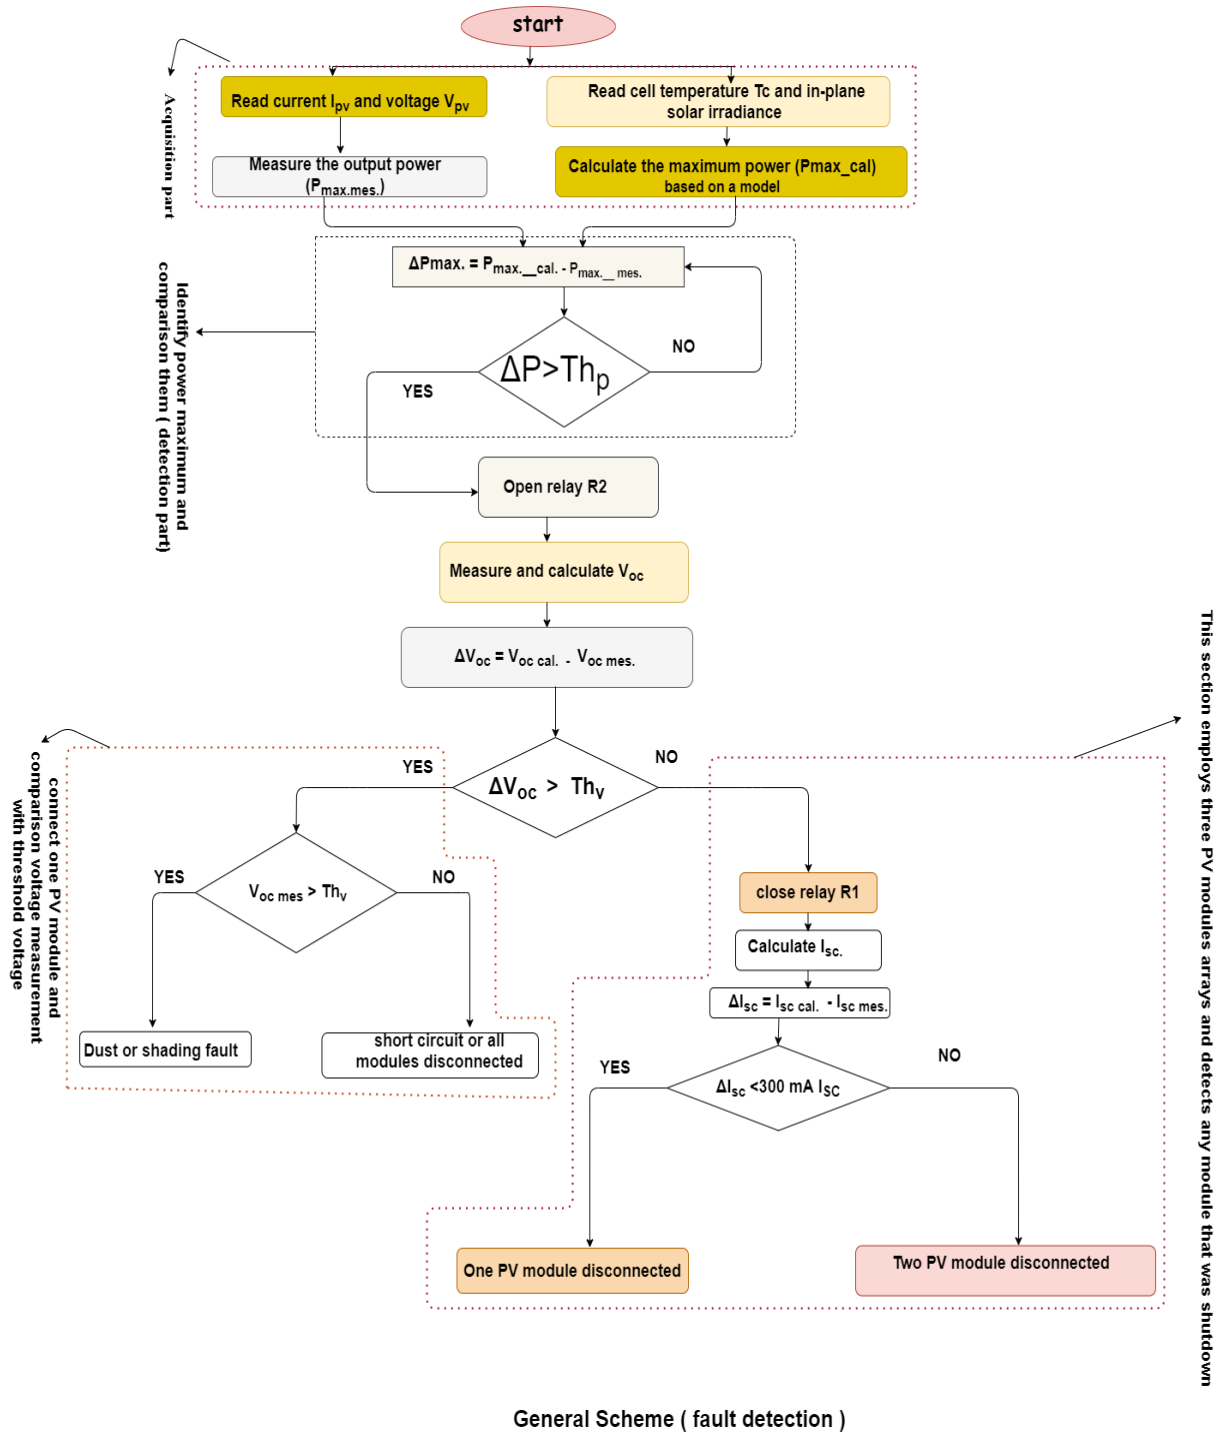 start
Read current Ipv and voltage Vpv
Read cell temperature Tc and in-plane
solar irradiance
Measure the output power
(Pmax.mes.)
Calculate the maximum power (Pmax_cal)
based on a model
Acquisition part
ΔPmax. = Pmax.__cal. - Pmax.__ mes.
ΔP>Thp
NO
YES
Identify power maximum and
comparison them ( detection part)
Open relay R2
Measure and calculate Voc
ΔVoc = Voc cal. - Voc mes.
ΔVoc > Thv
YES
NO
connect one PV module and
comparison voltage measurement
with threshold voltage
Voc mes > Thv
YES
NO
Dust or shading fault
short circuit or all
modules disconnected
close relay R1
Calculate Isc.
ΔIsc = Isc cal. - Isc mes.
ΔIsc <300 mA ISC
YES
NO
One PV module disconnected
Two PV module disconnected
This section employs three PV modules arrays and detects any module that was shutdown
General Scheme ( fault detection )